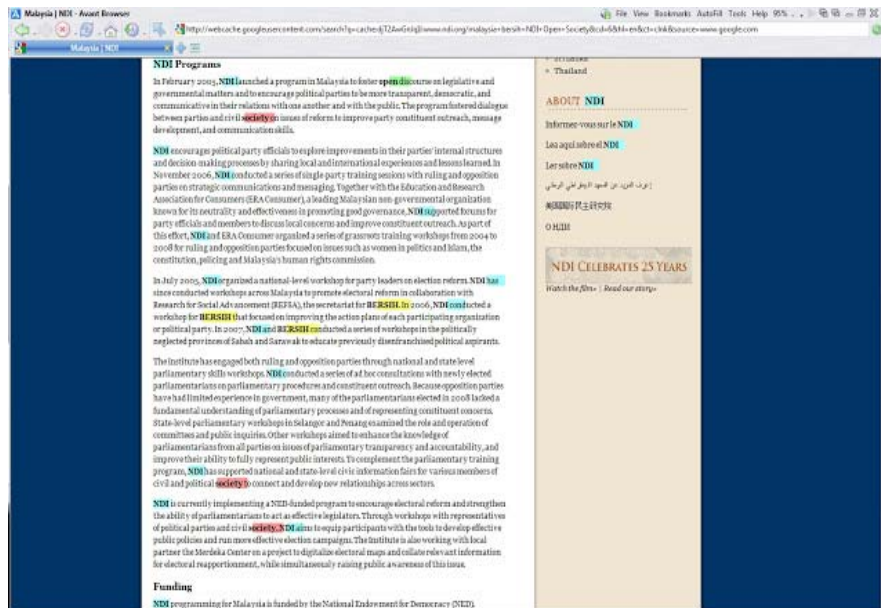 Malaysia | NDI - Avant Browser
File View Bookmarks AutoFill Tools Help 95%
Malaysia | NDI
NDI Programs
In February 2005, NDI launched a program in Malaysia to foster open discourse on legislative and
governmental matters and to encourage political parties to be more transparent, democratic, and
communicative in their relations with one another and with the public. The program fostered dialogue
between parties and civil society on issues of reform to improve party constituent outreach, message
development, and communication skills.
NDI encourages political party officials to explore improvements in their parties' internal structures
and decision-making processes by sharing local and international experiences and lessons learned. In
November 2006, NDI conducted a series of single-party training sessions with ruling and opposition
parties on strategic communications and messaging. Together with the Education and Research
Association for Consumers (ERA Consumer), a leading Malaysian non-governmental organization
known for its neutrality and effectiveness in promoting good governance, NDI supported forums for
party officials and members to discuss local concerns and improve constituent outreach. As part of
this effort, NDI and ERA Consumer organized a series of grassroots training workshops from 2004 to
2008 for ruling and opposition parties focused on issues such as women in politics and Islam, the
constitution, policing and Malaysia's human rights commission.
In July 2005, NDI organized a national-level workshop for party leaders on election reform. NDI has
since conducted workshops across Malaysia to promote electoral reform in collaboration with
Research for Social Advancement (REFSA), the secretariat for BERSIH. In 2006, NDI conducted a
workshop for BERSIH that focused on improving the action plans of each participating organization
or political party. In 2007, NDI and BERSIH conducted a series of workshops in the politically
neglected provinces of Sabah and Sarawak to educate previously disenfranchised political aspirants.
The Institute has engaged both ruling and opposition parties through national and state level
parliamentary skills workshops. NDI conducted a series of ad hoc consultations with newly elected
parliamentarians on parliamentary procedures and constituent outreach. Because opposition parties
have had limited experience in government, many of the parliamentarians elected in 2008 lacked a
fundamental understanding of parliamentary processes and of representing constituent concerns.
State-level parliamentary workshops in Selangor and Penang examined the role and operation of
committees and public inquiries. Other workshops aimed to enhance the knowledge of
parliamentarians from all parties on issues of parliamentary transparency and accountability, and
improve their ability to fully represent public interests. To complement the parliamentary training
program, NDI has supported national and state-level civic information fairs for various members of
civil and political society to connect and develop new relationships across sectors.
NDI is currently implementing a NED-funded program to encourage electoral reform and strengthen
the ability of parliamentarians to act as effective legislators. Through workshops with representatives
of political parties and civil society, NDI aims to equip participants with the tools to develop effective
public policies and run more effective election campaigns. The Institute is also working with local
partner the Merdeka Center on a project to digitalize electoral maps and collate relevant information
for electoral reapportionment, while simultaneously raising public awareness of this issue.
Funding
NDI programming for Malaysia is funded by the National Endowment for Democracy (NED).
Thailand
ABOUT NDI
Informez-vous sur le NDI
Lea aquí sobre el NDI
Ler sobre NDI
美国国际民主研究院
О НДИ
NDI CELEBRATES 25 YEARS
Watch the film» | Read our story»